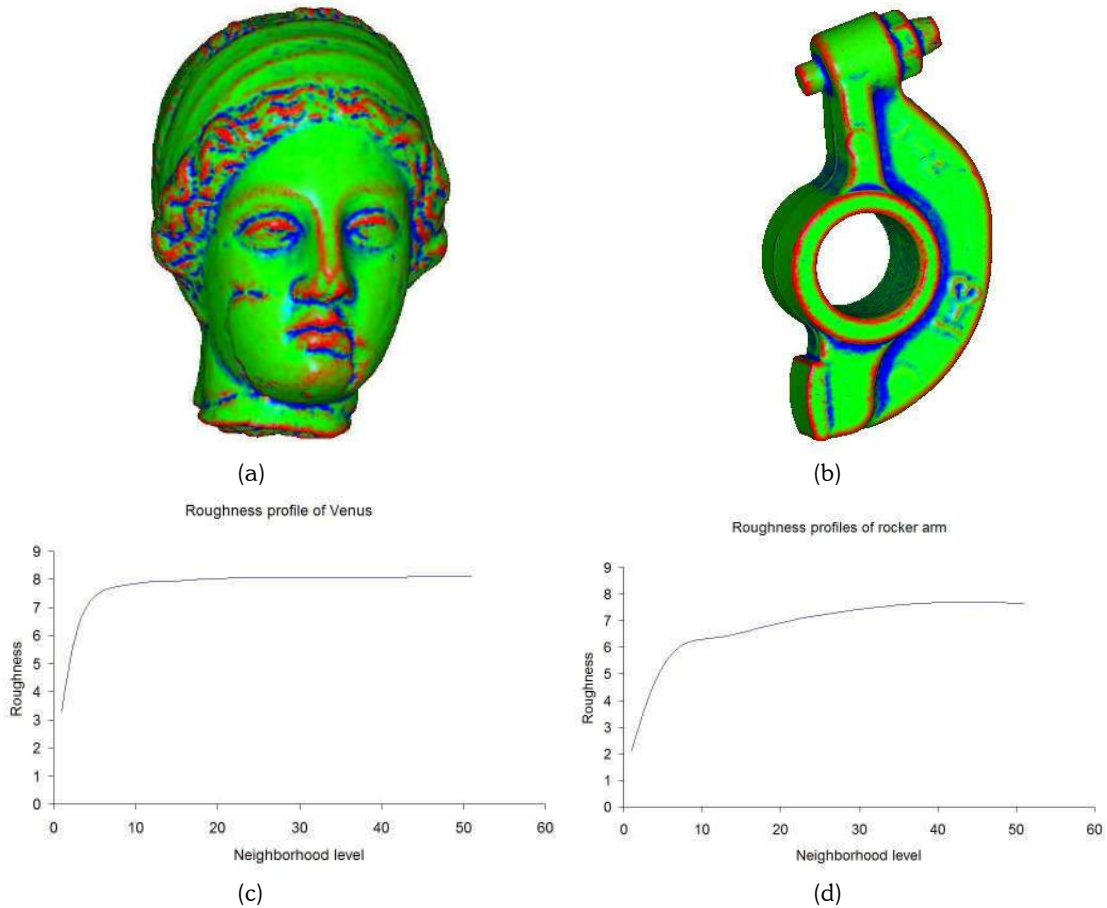 (a)
(b)
Roughness profile of Venus
9
8
7
6
5
4
3
2
1
0
Roughness
0 10 20 30 40 50 60
Neighborhood level
(c)
Roughness profiles of rocker arm
9
8
7
6
5
4
3
2
1
0
Roughness
0 10 20 30 40 50 60
Neighborhood level
(d)